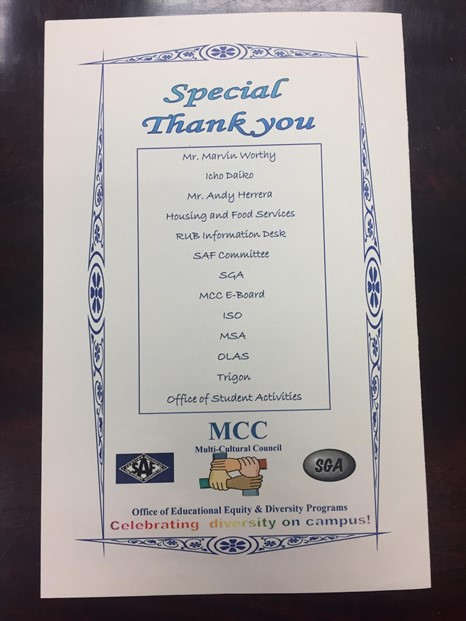 Special
Thank you
Mr. Marvin Worthy
Icho Daiko
Mr. Andy Herrera
Housing and Food Services
RUB Information Desk
SAF Committee
SGA
MCC E-Board
ISO
MSA
OLAS
Trigon
Office of Student Activities
MCC
Multi-Cultural Council
SAF
SGA
Office of Educational Equity & Diversity Programs
Celebrating diversity on campus!